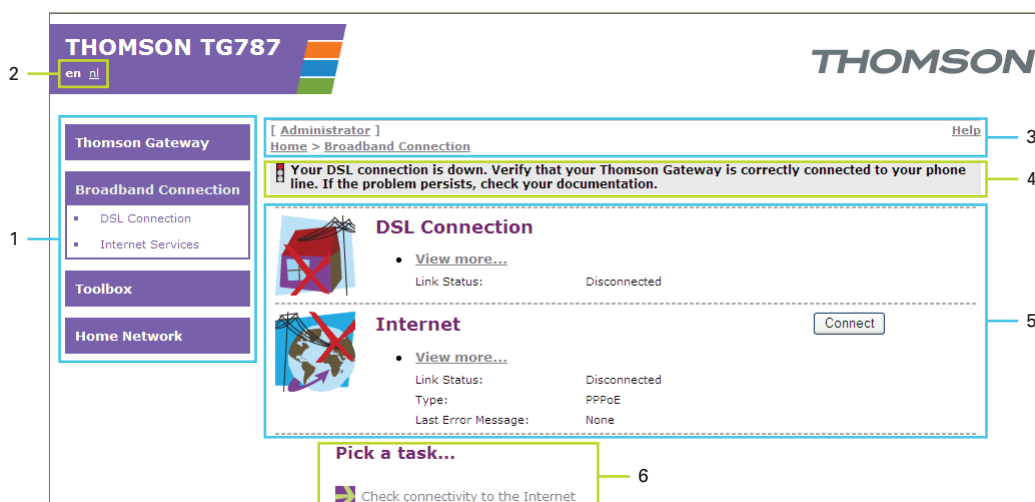 THOMSON TG787
en nl
2
THOMSON
Thomson Gateway
Broadband Connection
DSL Connection
Internet Services
Toolbox
Home Network
1
[ Administrator ]
Help
Home > Broadband Connection
3
Your DSL connection is down. Verify that your Thomson Gateway is correctly connected to your phone
line. If the problem persists, check your documentation.
4
DSL Connection
View more...
Link Status: Disconnected
Internet
Connect
View more...
Link Status: Disconnected
Type: PPPoE
Last Error Message: None
5
Pick a task...
Check connectivity to the Internet
6